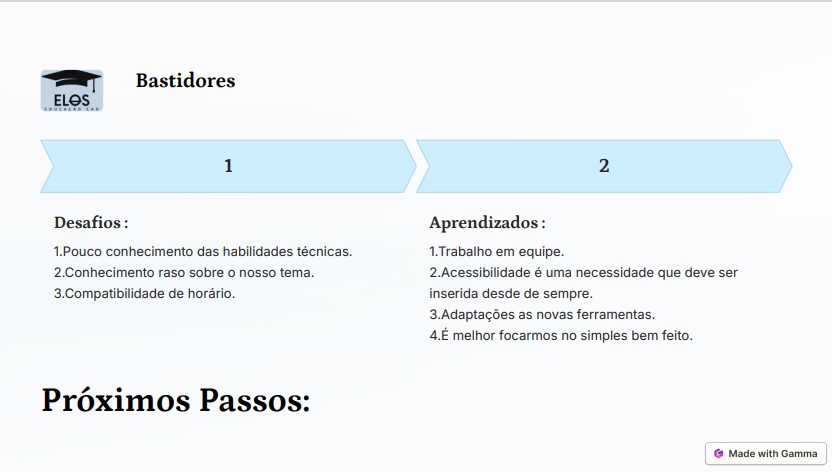 ELOS
EDUCAÇÃO EAD
Bastidores
1
2
Desafios :
1.Pouco conhecimento das habilidades técnicas.
2.Conhecimento raso sobre o nosso tema.
3.Compatibilidade de horário.
Aprendizados :
1.Trabalho em equipe.
2.Acessibilidade é uma necessidade que deve ser
inserida desde de sempre.
3.Adaptações as novas ferramentas.
4.É melhor focarmos no simples bem feito.
Próximos Passos:
Made with Gamma